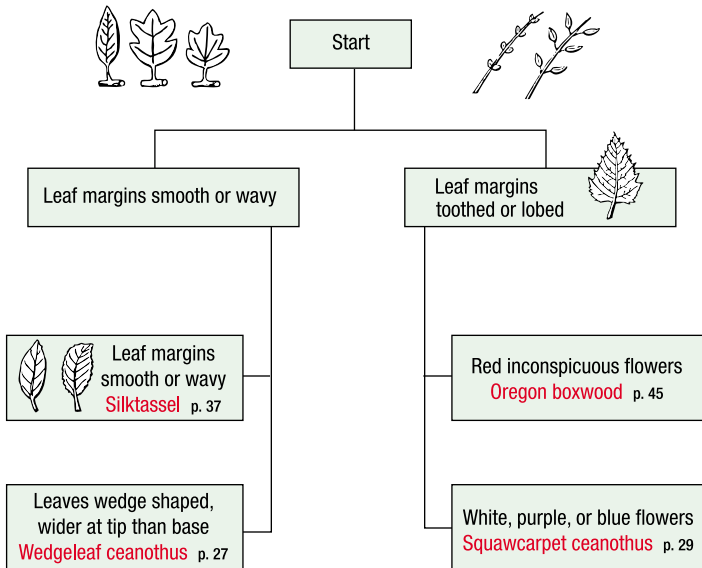 Start
Leaf margins smooth or wavy
Leaf margins
toothed or lobed
Leaf margins
smooth or wavy
Silktassel p. 37
Red inconspicuous flowers
Oregon boxwood p. 45
Leaves wedge shaped,
wider at tip than base
Wedgeleaf ceanothus p. 27
White, purple, or blue flowers
Squawcarpet ceanothus p. 29